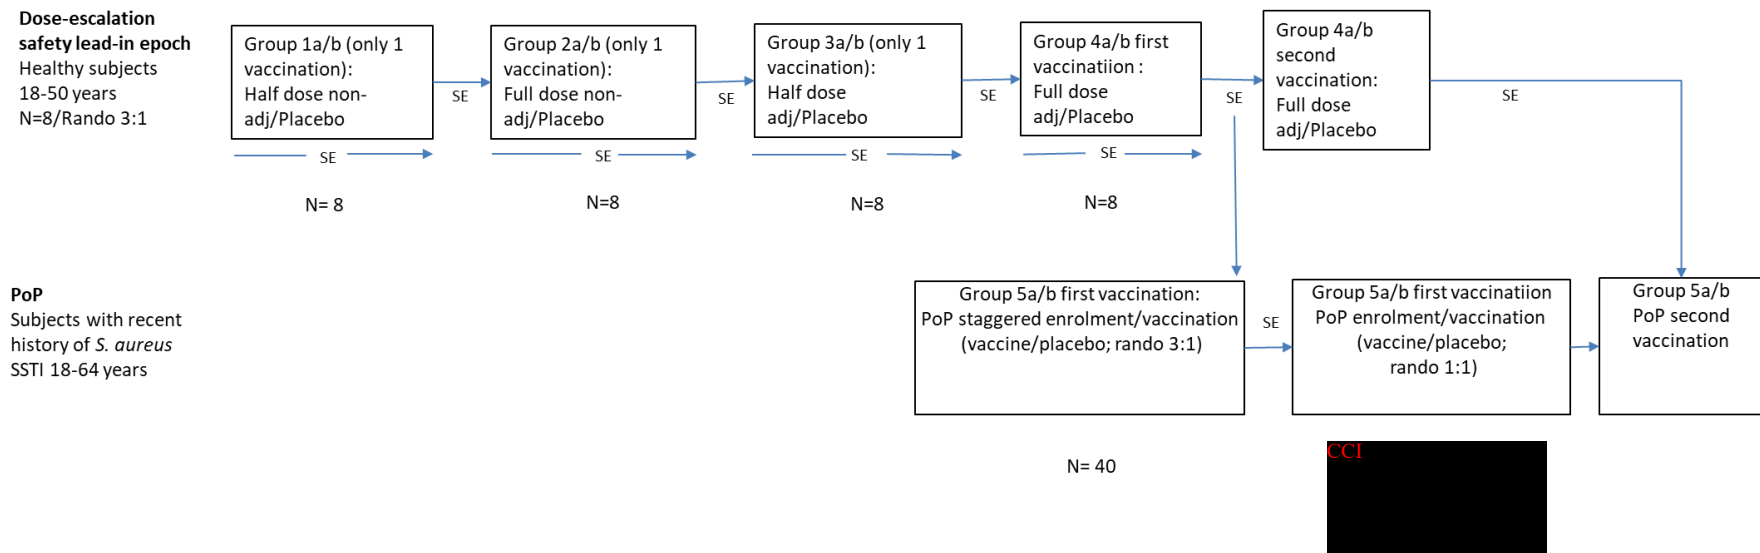 Dose-escalation
safety lead-in epoch
Healthy subjects
18-50 years
N=8/Rando 3:1
Group 1a/b (only 1
vaccination):
Half dose non-
adj/Placebo
SE
SE
N= 8
Group 2a/b (only 1
vaccination):
Full dose non-
adj/Placebo
SE
SE
N=8
Group 3a/b (only 1
vaccination):
Half dose
adj/Placebo
SE
SE
N=8
Group 4a/b first
vaccinatiion :
Full dose
adj/Placebo
SE
SE
N=8
Group 4a/b
second
vaccination:
Full dose
adj/Placebo
SE
PoP
Subjects with recent
history of S. aureus
SSTI 18-64 years
Group 5a/b first vaccination:
PoP staggered enrolment/vaccination
(vaccine/placebo; rando 3:1)
SE
N= 40
Group 5a/b first vaccinatiion
PoP enrolment/vaccination
(vaccine/placebo;
rando 1:1)
CCI
Group 5a/b
PoP second
vaccination